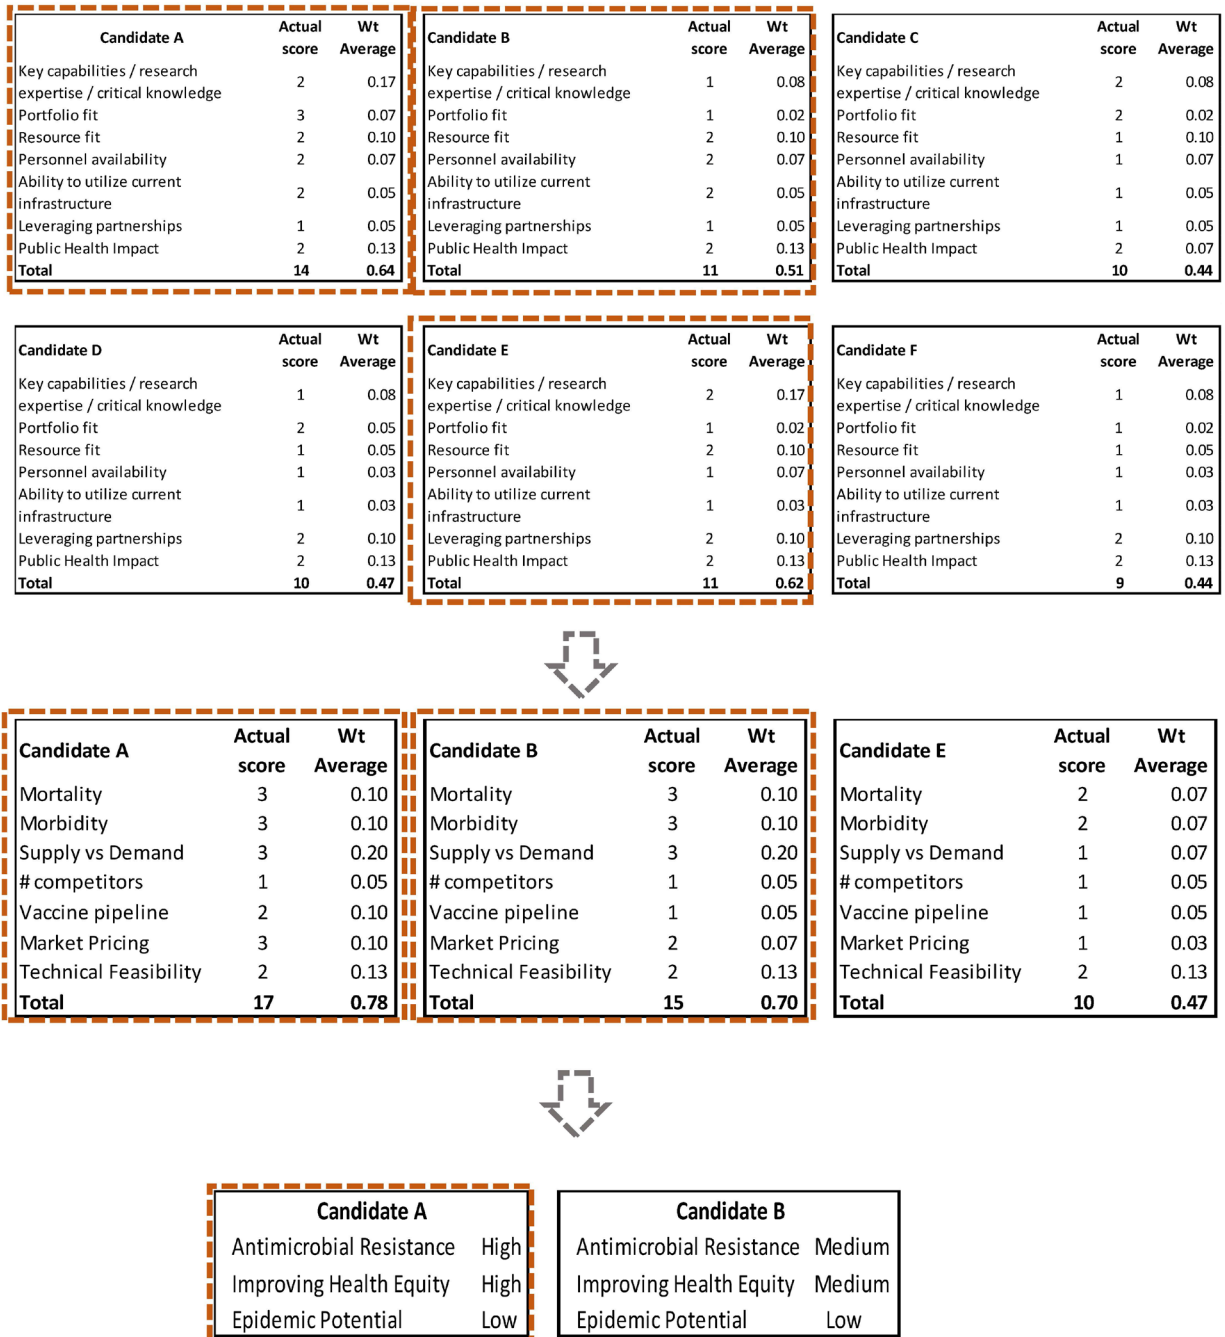 Candidate A Actual score Wt Average
Key capabilities / research expertise / critical knowledge 2 0.17
Portfolio fit 3 0.07
Resource fit 2 0.10
Personnel availability 2 0.07
Ability to utilize current infrastructure 2 0.05
Leveraging partnerships 1 0.05
Public Health Impact 2 0.13
Total 14 0.64
Candidate B Actual score Wt Average
Key capabilities / research expertise / critical knowledge 1 0.08
Portfolio fit 1 0.02
Resource fit 2 0.10
Personnel availability 2 0.07
Ability to utilize current infrastructure 2 0.05
Leveraging partnerships 1 0.05
Public Health Impact 2 0.13
Total 11 0.51
Candidate C Actual score Wt Average
Key capabilities / research expertise / critical knowledge 2 0.08
Portfolio fit 2 0.02
Resource fit 1 0.10
Personnel availability 1 0.07
Ability to utilize current infrastructure 1 0.05
Leveraging partnerships 1 0.05
Public Health Impact 2 0.07
Total 10 0.44
Candidate D Actual score Wt Average
Key capabilities / research expertise / critical knowledge 1 0.08
Portfolio fit 2 0.05
Resource fit 1 0.05
Personnel availability 1 0.03
Ability to utilize current infrastructure 1 0.03
Leveraging partnerships 2 0.10
Public Health Impact 2 0.13
Total 10 0.47
Candidate E Actual score Wt Average
Key capabilities / research expertise / critical knowledge 2 0.17
Portfolio fit 1 0.02
Resource fit 2 0.10
Personnel availability 1 0.07
Ability to utilize current infrastructure 1 0.03
Leveraging partnerships 2 0.10
Public Health Impact 2 0.13
Total 11 0.62
Candidate F Actual score Wt Average
Key capabilities / research expertise / critical knowledge 1 0.08
Portfolio fit 1 0.02
Resource fit 1 0.05
Personnel availability 1 0.03
Ability to utilize current infrastructure 1 0.03
Leveraging partnerships 2 0.10
Public Health Impact 2 0.13
Total 9 0.44
Candidate A Actual score Wt Average
Mortality 3 0.10
Morbidity 3 0.10
Supply vs Demand 3 0.20
# competitors 1 0.05
Vaccine pipeline 2 0.10
Market Pricing 3 0.10
Technical Feasibility 2 0.13
Total 17 0.78
Candidate B Actual score Wt Average
Mortality 3 0.10
Morbidity 3 0.10
Supply vs Demand 3 0.20
# competitors 1 0.05
Vaccine pipeline 1 0.05
Market Pricing 2 0.07
Technical Feasibility 2 0.13
Total 15 0.70
Candidate E Actual score Wt Average
Mortality 2 0.07
Morbidity 2 0.07
Supply vs Demand 1 0.07
# competitors 1 0.05
Vaccine pipeline 1 0.05
Market Pricing 1 0.03
Technical Feasibility 2 0.13
Total 10 0.47
Candidate A
Antimicrobial Resistance High
Improving Health Equity High
Epidemic Potential Low
Candidate B
Antimicrobial Resistance Medium
Improving Health Equity Medium
Epidemic Potential Low